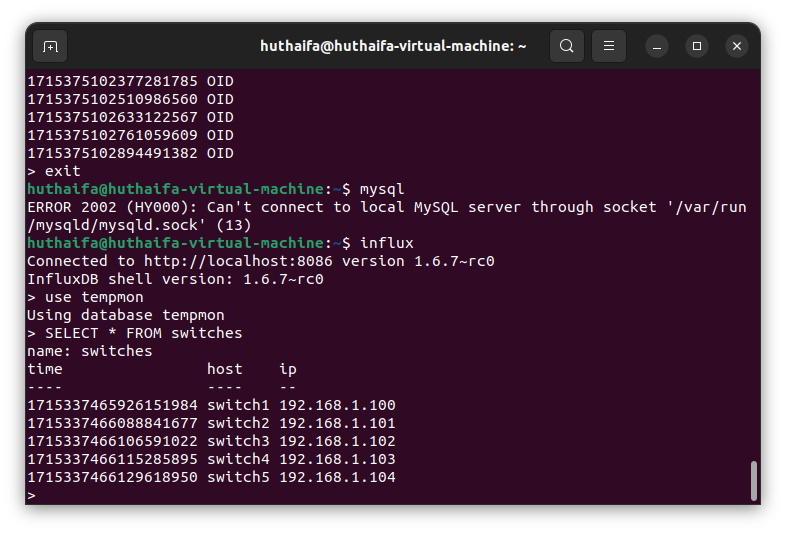 huthaifa@huthaifa-virtual-machine: ~
1715375102377281785 OID
1715375102510986560 OID
1715375102633122567 OID
1715375102761059609 OID
1715375102894491382 OID
> exit
huthaifa@huthaifa-virtual-machine:~$ mysql
ERROR 2002 (HY000): Can't connect to local MySQL server through socket '/var/run
/mysqld/mysqld.sock' (13)
huthaifa@huthaifa-virtual-machine:~$ influx
Connected to http://localhost:8086 version 1.6.7~rc0
InfluxDB shell version: 1.6.7~rc0
> use tempmon
Using database tempmon
> SELECT * FROM switches
name: switches
time                host    ip
----                ----    --
1715337465926151984 switch1 192.168.1.100
1715337466088841677 switch2 192.168.1.101
1715337466106591022 switch3 192.168.1.102
1715337466115285895 switch4 192.168.1.103
1715337466129618950 switch5 192.168.1.104
>